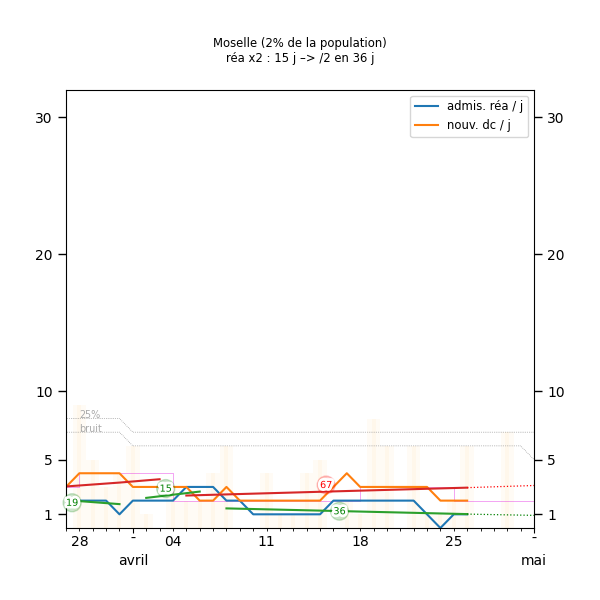 Moselle (2% de la population)
réa x2 : 15 j –> /2 en 36 j
admis. réa / j
nouv. dc / j
30 30
20 20
10 10
25%
bruit
5 5
67
15
19
36
1 1
28 - 04 11 18 25 -
avril mai